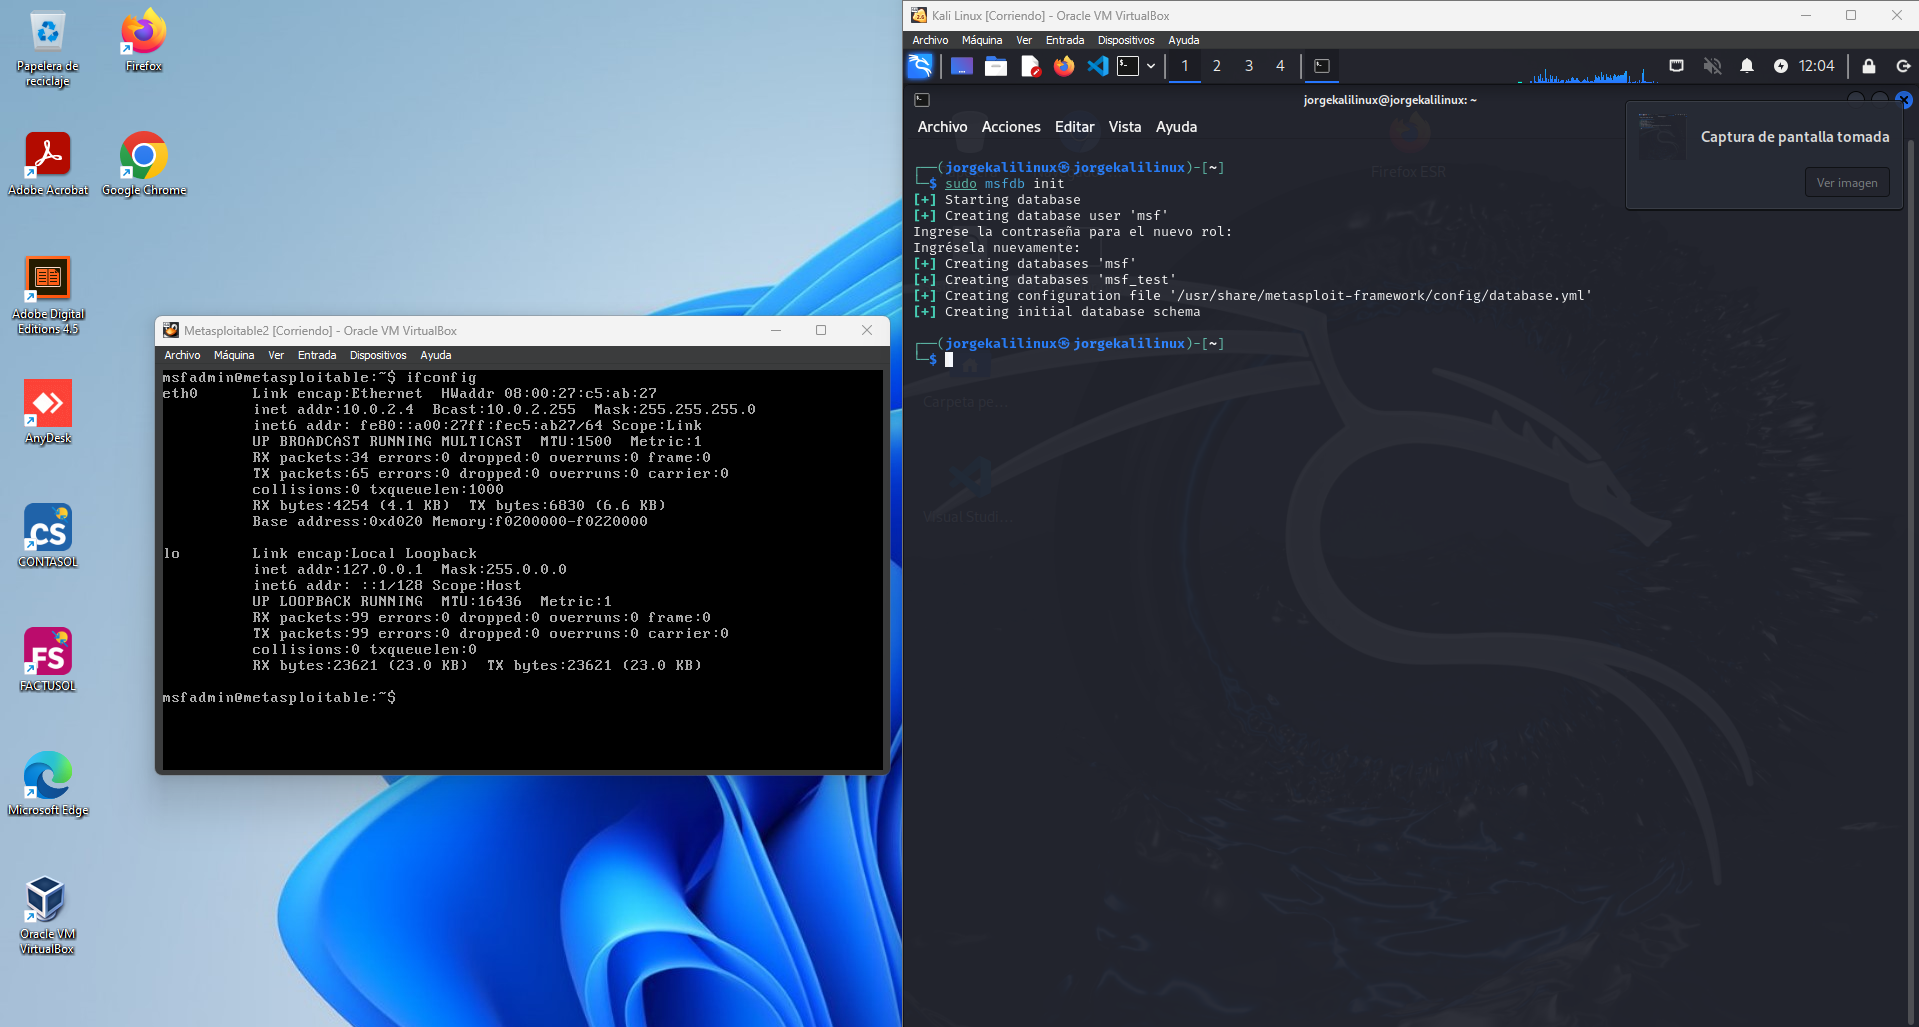 Papelera de
reciclaje
Firefox
Adobe Acrobat
Google Chrome
Adobe Digital
Editions 4.5
AnyDesk
CS
CONTASOL
FS
FACTUSOL
Microsoft Edge
Oracle VM
VirtualBox
Metasploitable2 [Corriendo] - Oracle VM VirtualBox
Archivo Máquina Ver Entrada Dispositivos Ayuda
msfadmin@metasploitable:~$ ifconfig
eth0 Link encap:Ethernet HWaddr 08:00:27:c5:ab:27
inet addr:10.0.2.4 Bcast:10.0.2.255 Mask:255.255.255.0
inet6 addr: fe80::a00:27ff:fec5:ab27/64 Scope:Link
UP BROADCAST RUNNING MULTICAST MTU:1500 Metric:1
RX packets:34 errors:0 dropped:0 overruns:0 frame:0
TX packets:65 errors:0 dropped:0 overruns:0 carrier:0
collisions:0 txqueuelen:1000
RX bytes:4254 (4.1 KB) TX bytes:6830 (6.6 KB)
Base address:0xd020 Memory:f0200000-f0220000
lo Link encap:Local Loopback
inet addr:127.0.0.1 Mask:255.0.0.0
inet6 addr: ::1/128 Scope:Host
UP LOOPBACK RUNNING MTU:16436 Metric:1
RX packets:99 errors:0 dropped:0 overruns:0 frame:0
TX packets:99 errors:0 dropped:0 overruns:0 carrier:0
collisions:0 txqueuelen:0
RX bytes:23621 (23.0 KB) TX bytes:23621 (23.0 KB)
msfadmin@metasploitable:~$
Kali Linux [Corriendo] - Oracle VM VirtualBox
Archivo Máquina Ver Entrada Dispositivos Ayuda
1 2 3 4 12:04
jorgekalilinux@jorgekalilinux: ~
Archivo Acciones Editar Vista Ayuda
Captura de pantalla tomada
Ver imagen
┌──(jorgekalilinux㉿jorgekalilinux)-[~]
└─$ sudo msfdb init
[+] Starting database
[+] Creating database user 'msf'
Ingrese la contraseña para el nuevo rol:
Ingrésela nuevamente:
[+] Creating databases 'msf'
[+] Creating databases 'msf_test'
[+] Creating configuration file '/usr/share/metasploit-framework/config/database.yml'
[+] Creating initial database schema
┌──(jorgekalilinux㉿jorgekalilinux)-[~]
└─$
Firefox ESR
Carpeta pe...
Visual Studi...